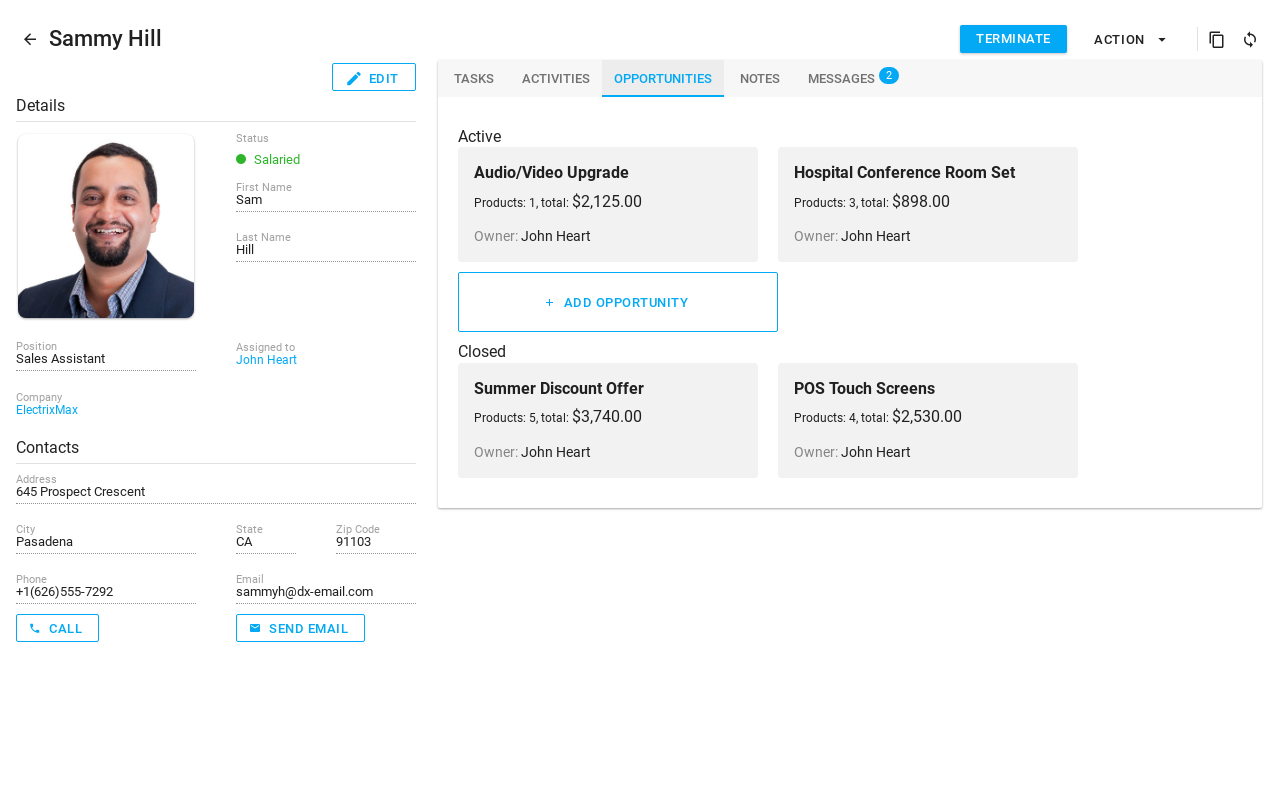 Sammy Hill
TERMINATE
ACTION
EDIT
Details
Status
Salaried
First Name
Sam
Last Name
Hill
Position
Sales Assistant
Assigned to
John Heart
Company
ElectrixMax
Contacts
Address
645 Prospect Crescent
City
Pasadena
State
CA
Zip Code
91103
Phone
+1(626)555-7292
Email
sammyh@dx-email.com
CALL
SEND EMAIL
TASKS
ACTIVITIES
OPPORTUNITIES
NOTES
MESSAGES 2
Active
Audio/Video Upgrade
Products: 1, total: $2,125.00
Owner: John Heart
Hospital Conference Room Set
Products: 3, total: $898.00
Owner: John Heart
+ ADD OPPORTUNITY
Closed
Summer Discount Offer
Products: 5, total: $3,740.00
Owner: John Heart
POS Touch Screens
Products: 4, total: $2,530.00
Owner: John Heart